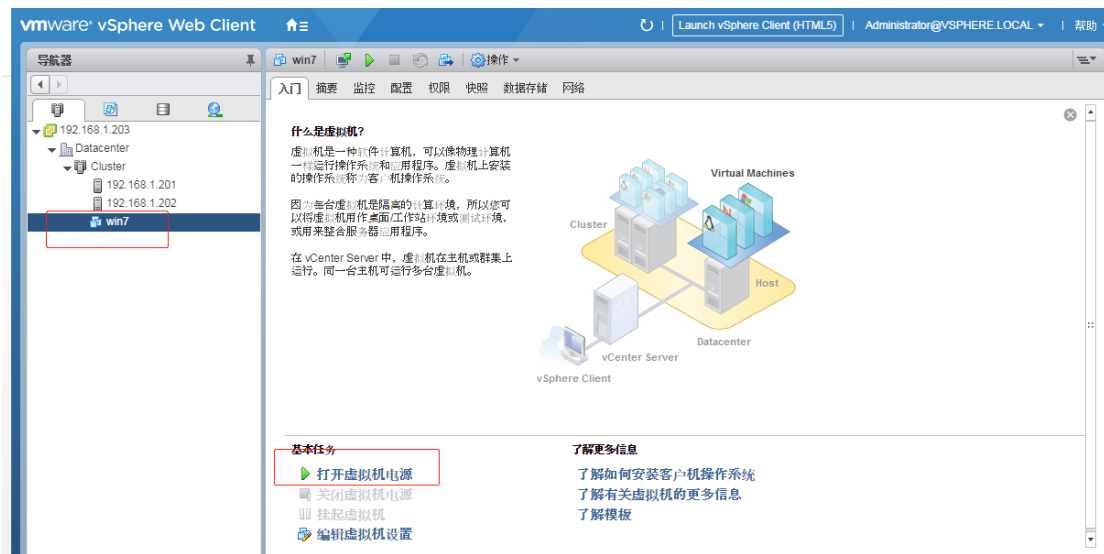 vmware® vSphere Web Client
Launch vSphere Client (HTML5)
Administrator@VSPHERE.LOCAL
帮助
导航器
192.168.1.203
Datacenter
Cluster
192.168.1.201
192.168.1.202
win7
win7
操作
入门 摘要 监控 配置 权限 快照 数据存储 网络
什么是虚拟机?
虚拟机是一种软件计算机，可以像物理计算机
一样运行操作系统和应用程序。虚拟机上安装
的操作系统称为客户机操作系统。
因为每台虚拟机是隔离的计算环境，所以您可
以将虚拟机用作桌面/工作站环境或测试环境，
或用来整合服务器应用程序。
在 vCenter Server 中，虚拟机在主机或群集上
运行。同一台主机可运行多台虚拟机。
Virtual Machines
Cluster
Host
Datacenter
vCenter Server
vSphere Client
基本任务
打开虚拟机电源
关闭虚拟机电源
挂起虚拟机
编辑虚拟机设置
了解更多信息
了解如何安装客户机操作系统
了解有关虚拟机的更多信息
了解模板